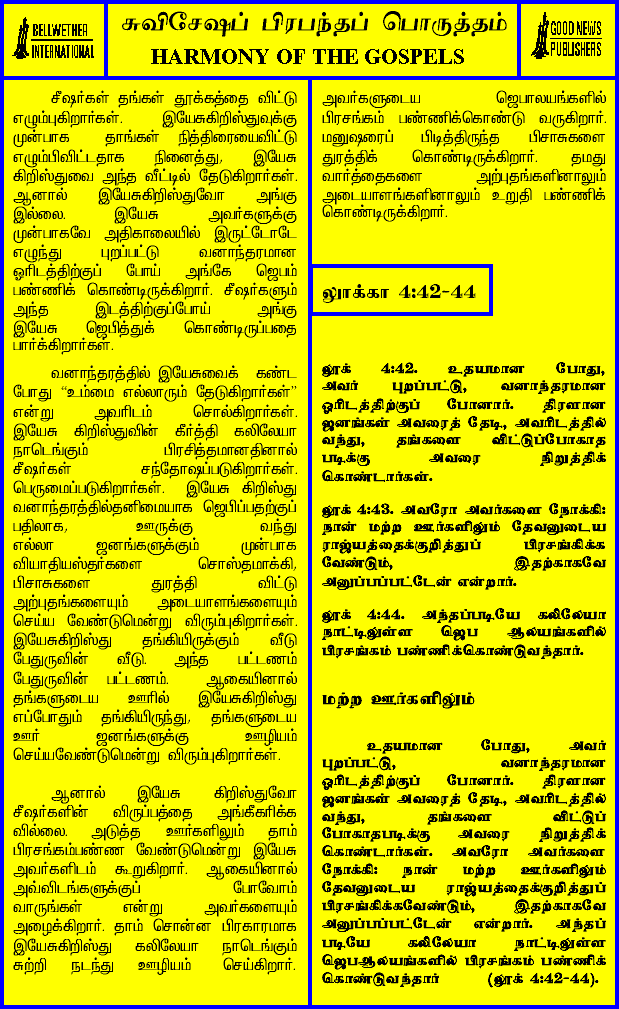 BELLWETHER
INTERNATIONAL
சுவிசேஷப் பிரபந்தப் பொருத்தம்
HARMONY OF THE GOSPELS
GOOD NEWS
PUBLISHERS
சீஷர்கள் தங்கள் தூக்கத்தை விட்டு
எழும்புகிறார்கள். இயேசுகிறிஸ்துவுக்கு
முன்பாக தாங்கள் நித்திரையைவிட்டு
எழும்பிவிட்டதாக நினைத்து, இயேசு
கிறிஸ்துவை அந்த வீட்டில் தேடுகிறார்கள்.
ஆனால் இயேசுகிறிஸ்துவோ அங்கு
இல்லை. இயேசு அவர்களுக்கு
முன்பாகவே அதிகாலையில் இருட்டோடே
எழுந்து புறப்பட்டு வனாந்தரமான
ஓரிடத்திற்குப் போய் அங்கே ஜெபம்
பண்ணிக் கொண்டிருக்கிறார். சீஷர்களும்
அந்த இடத்திற்குப்போய் அங்கு
இயேசு ஜெபித்துக் கொண்டிருப்பதை
பார்க்கிறார்கள்.
வனாந்தரத்தில் இயேசுவைக் கண்ட
போது “உம்மை எல்லாரும் தேடுகிறார்கள்”
என்று அவரிடம் சொல்கிறார்கள்.
இயேசு கிறிஸ்துவின் கீர்த்தி கலிலேயா
நாடெங்கும் பிரசித்தமானதினால்
சீஷர்கள் சந்தோஷப்படுகிறார்கள்.
பெருமைப்படுகிறார்கள். இயேசு கிறிஸ்து
வனாந்தரத்தில்தனிமையாக ஜெபிப்பதற்குப்
பதிலாக, ஊருக்கு வந்து
எல்லா ஜனங்களுக்கும் முன்பாக
வியாதியஸ்தர்களை சொஸ்தமாக்கி,
பிசாசுகளை துரத்தி விட்டு
அற்புதங்களையும் அடையாளங்களையும்
செய்ய வேண்டுமென்று விரும்புகிறார்கள்.
இயேசுகிறிஸ்து தங்கியிருக்கும் வீடு
பேதுருவின் வீடு. அந்த பட்டணம்
பேதுருவின் பட்டணம். ஆகையினால்
தங்களுடைய ஊரில் இயேசுகிறிஸ்து
எப்போதும் தங்கியிருந்து, தங்களுடைய
ஊர் ஜனங்களுக்கு ஊழியம்
செய்யவேண்டுமென்று விரும்புகிறார்கள்.
ஆனால் இயேசு கிறிஸ்துவோ
சீஷர்களின் விருப்பத்தை அங்கீகரிக்க
வில்லை. அடுத்த ஊர்களிலும் தாம்
பிரசங்கம்பண்ண வேண்டுமென்று இயேசு
அவர்களிடம் கூறுகிறார். ஆகையினால்
அவ்விடங்களுக்குப் போவோம்
வாருங்கள் என்று அவர்களையும்
அழைக்கிறார். தாம் சொன்ன பிரகாரமாக
இயேசுகிறிஸ்து கலிலேயா நாடெங்கும்
சுற்றி நடந்து ஊழியம் செய்கிறார்.
அவர்களுடைய ஜெபாலயங்களில்
பிரசங்கம் பண்ணிக்கொண்டு வருகிறார்.
மனுஷரைப் பிடித்திருந்த பிசாசுகளை
துரத்திக் கொண்டிருக்கிறார். தமது
வார்த்தைகளை அற்புதங்களினாலும்
அடையாளங்களினாலும் உறுதி பண்ணிக்
கொண்டிருக்கிறார்.
லூக்கா 4:42-44
லூக் 4:42. உதயமான போது,
அவர் புறப்பட்டு, வனாந்தரமான
ஓரிடத்திற்குப் போனார். திரளான
ஜனங்கள் அவரைத் தேடி, அவரிடத்தில்
வந்து, தங்களை விட்டுப்போகாத
படிக்கு அவரை நிறுத்திக்
கொண்டார்கள்.
லூக் 4:43. அவரோ அவர்களை நோக்கி:
நான் மற்ற ஊர்களிலும் தேவனுடைய
ராஜ்யத்தைக்குறித்துப் பிரசங்கிக்க
வேண்டும், இதற்காகவே
அனுப்பப்பட்டேன் என்றார்.
லூக் 4:44. அந்தப்படியே கலிலேயா
நாட்டிலுள்ள ஜெப ஆலயங்களில்
பிரசங்கம் பண்ணிக்கொண்டுவந்தார்.
மற்ற ஊர்களிலும்
உதயமான போது, அவர்
புறப்பட்டு, வனாந்தரமான
ஓரிடத்திற்குப் போனார். திரளான
ஜனங்கள் அவரைத் தேடி, அவரிடத்தில்
வந்து, தங்களை விட்டுப்
போகாதபடிக்கு அவரை நிறுத்திக்
கொண்டார்கள். அவரோ அவர்களை
நோக்கி: நான் மற்ற ஊர்களிலும்
தேவனுடைய ராஜ்யத்தைக்குறித்துப்
பிரசங்கிக்கவேண்டும், இதற்காகவே
அனுப்பப்பட்டேன் என்றார். அந்தப்
படியே கலிலேயா நாட்டிலுள்ள
ஜெபஆலயங்களில் பிரசங்கம் பண்ணிக்
கொண்டுவந்தார் (லூக் 4:42-44).